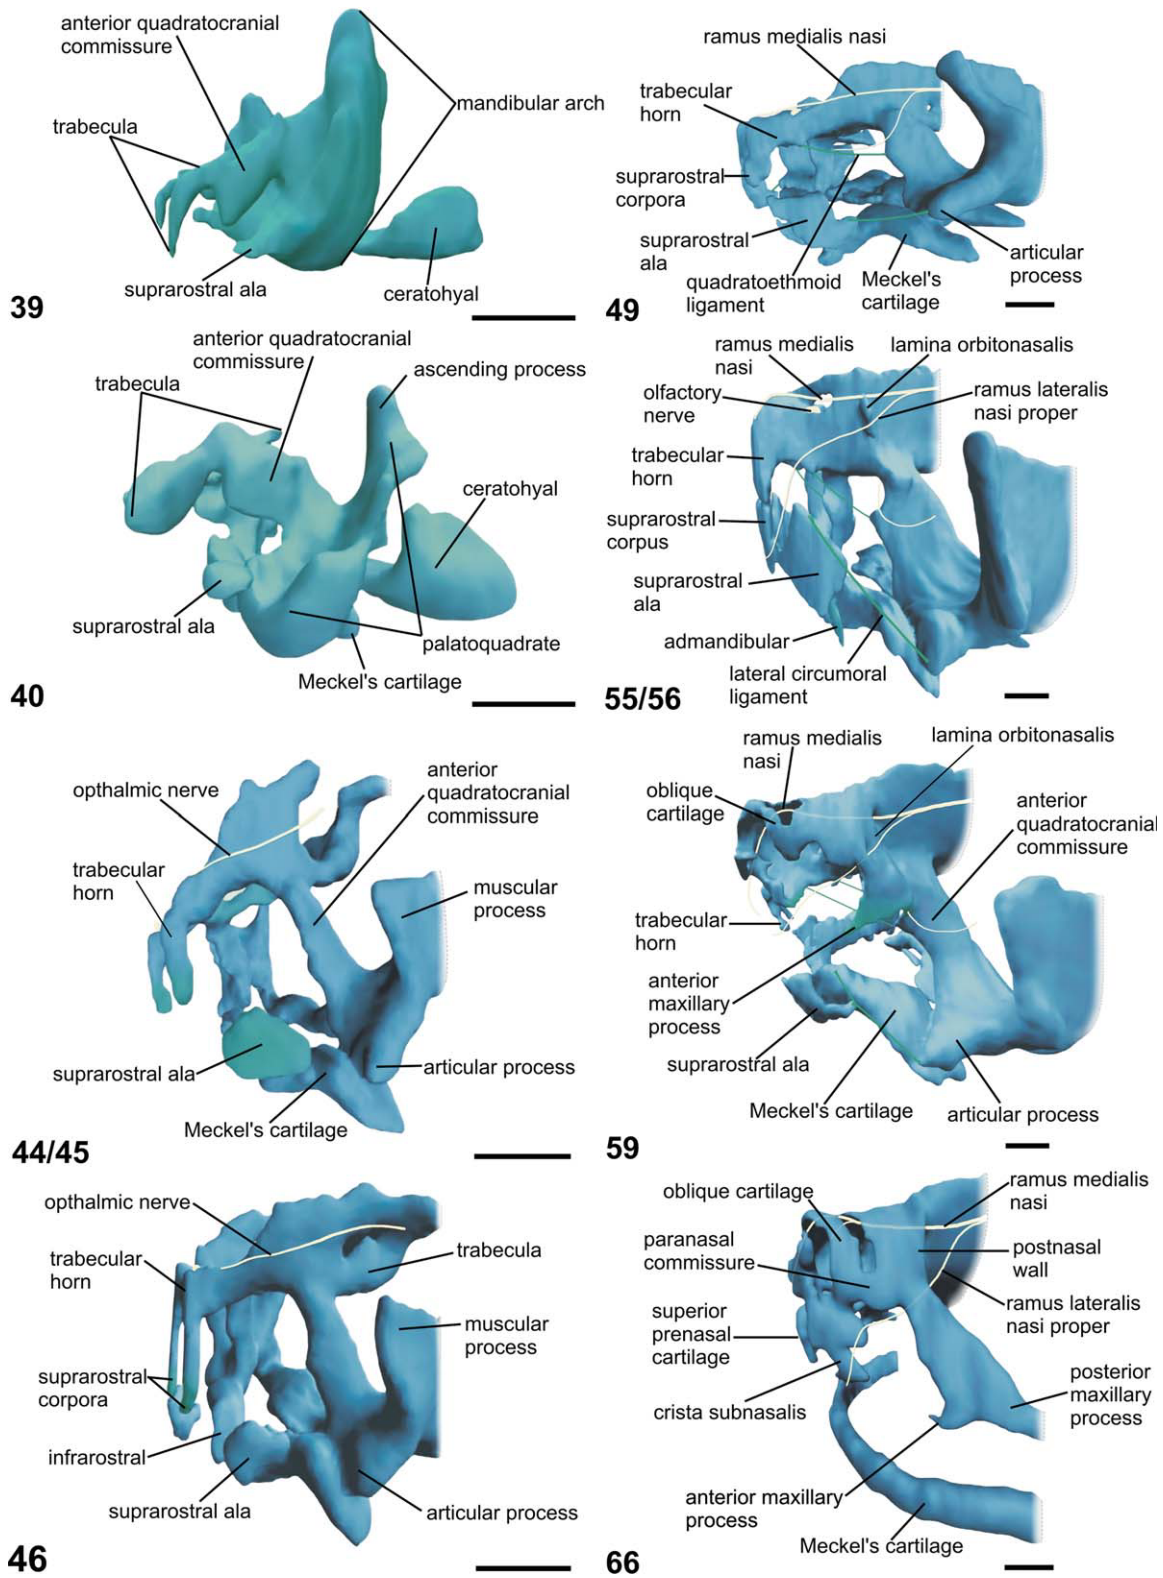 anterior quadratocranial
commissure
trabecula
mandibular arch
suprarostral ala
ceratohyal
39
anterior quadratocranial
commissure
trabecula
ascending process
ceratohyal
suprarostral ala
palatoquadrate
Meckel's cartilage
40
opthalmic nerve
anterior
quadratocranial
commissure
trabecular
horn
muscular
process
suprarostral ala
articular process
Meckel's cartilage
44/45
opthalmic nerve
trabecular
horn
trabecula
muscular
process
suprarostral
corpora
infrarostral
suprarostral ala
articular process
46
ramus medialis nasi
trabecular
horn
suprarostral
corpora
suprarostral
ala
quadratoethmoid
ligament
Meckel's
cartilage
articular
process
49
ramus medialis
nasi
lamina orbitonasalis
olfactory
nerve
ramus lateralis
nasi proper
trabecular
horn
suprarostral
corpus
suprarostral
ala
admandibular
lateral circumoral
ligament
55/56
ramus medialis
nasi
lamina orbitonasalis
oblique
cartilage
anterior
quadratocranial
commissure
trabecular
horn
anterior
maxillary
process
suprarostral ala
Meckel's cartilage
articular process
59
oblique cartilage
ramus medialis
nasi
paranasal
commissure
postnasal
wall
superior
prenasal
cartilage
ramus lateralis
nasi proper
crista subnasalis
posterior
maxillary
process
anterior maxillary
process
Meckel's cartilage
66